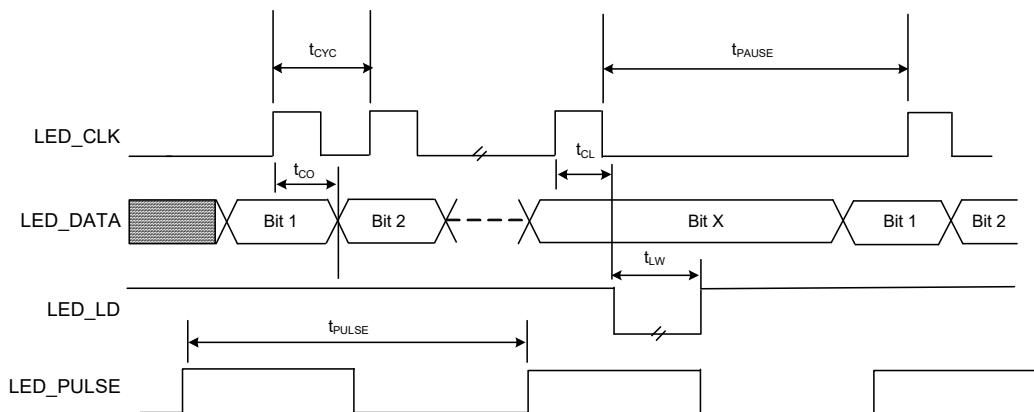 tCYC
tPAUSE
LED_CLK
tCL
tCO
LED_DATA
Bit 1
Bit 2
Bit X
Bit 1
Bit 2
tLW
LED_LD
tPULSE
LED_PULSE